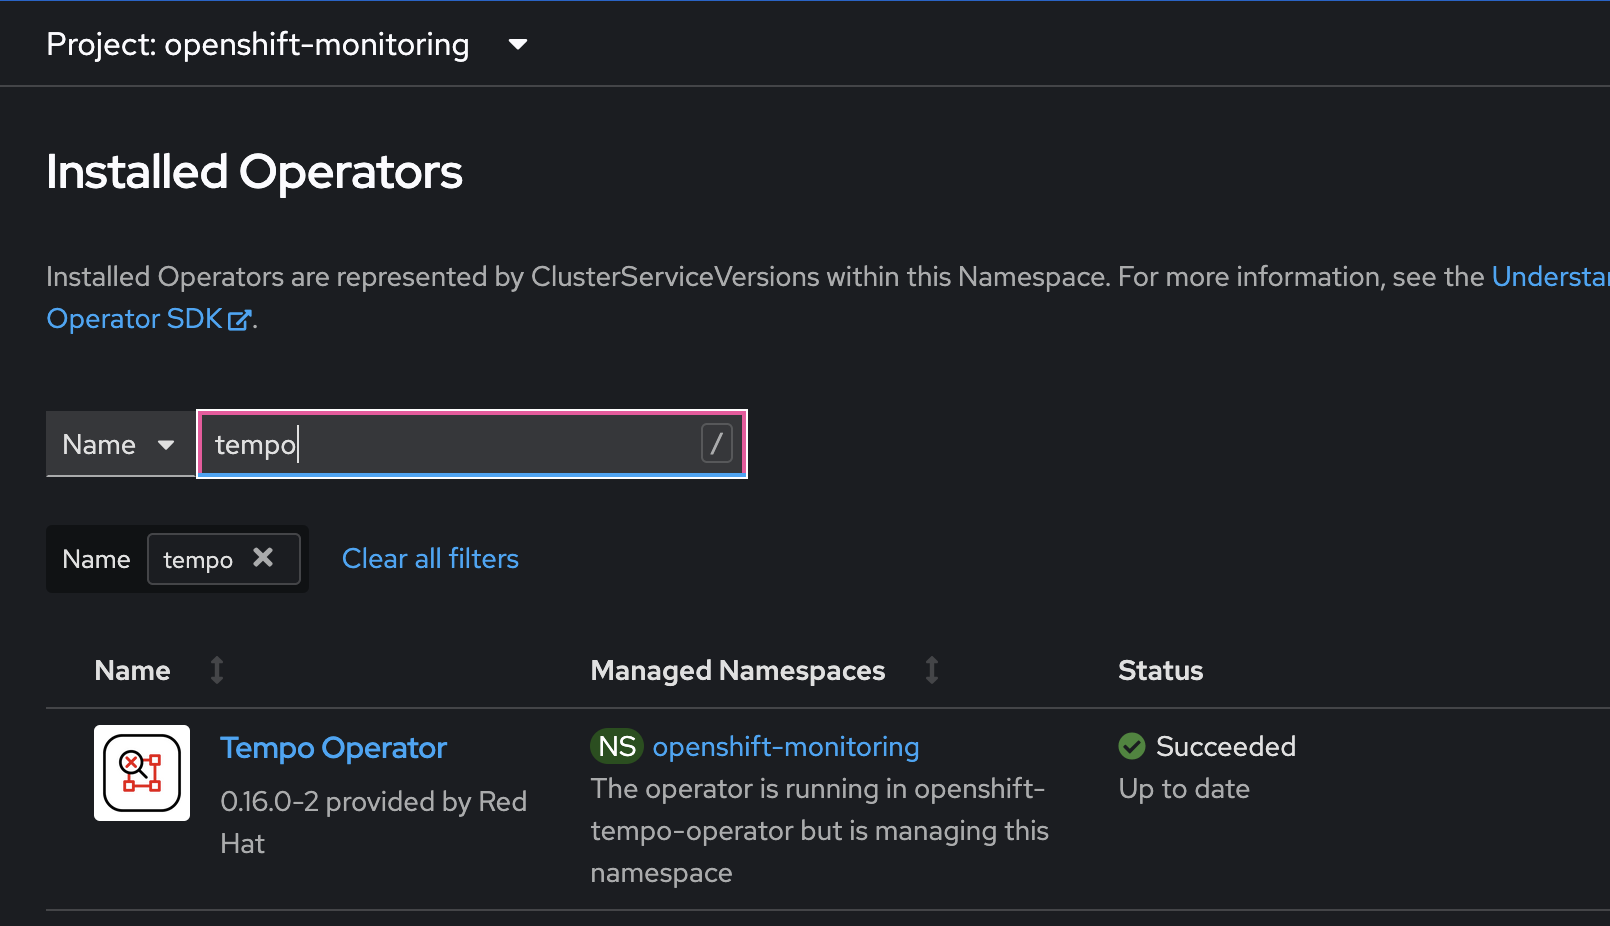 Project: openshift-monitoring
Installed Operators
Installed Operators are represented by ClusterServiceVersions within this Namespace. For more information, see the
Operator SDK.
Name tempo /
Name tempo Clear all filters
Name Managed Namespaces Status
Tempo Operator NS openshift-monitoring Succeeded
0.16.0-2 provided by Red The operator is running in openshift- Up to date
Hat tempo-operator but is managing this
namespace